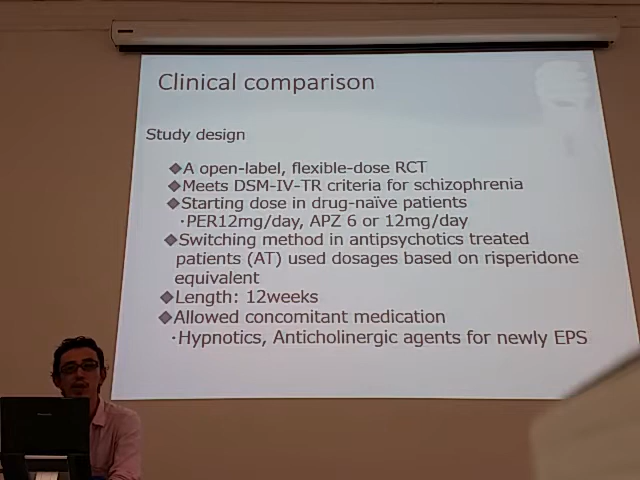 Clinical comparison
Study design
◆A open-label, flexible-dose RCT
◆Meets DSM-IV-TR criteria for schizophrenia
◆Starting dose in drug-naïve patients
・PER12mg/day, APZ 6 or 12mg/day
◆Switching method in antipsychotics treated
patients (AT) used dosages based on risperidone
equivalent
◆Length: 12weeks
◆Allowed concomitant medication
・Hypnotics, Anticholinergic agents for newly EPS